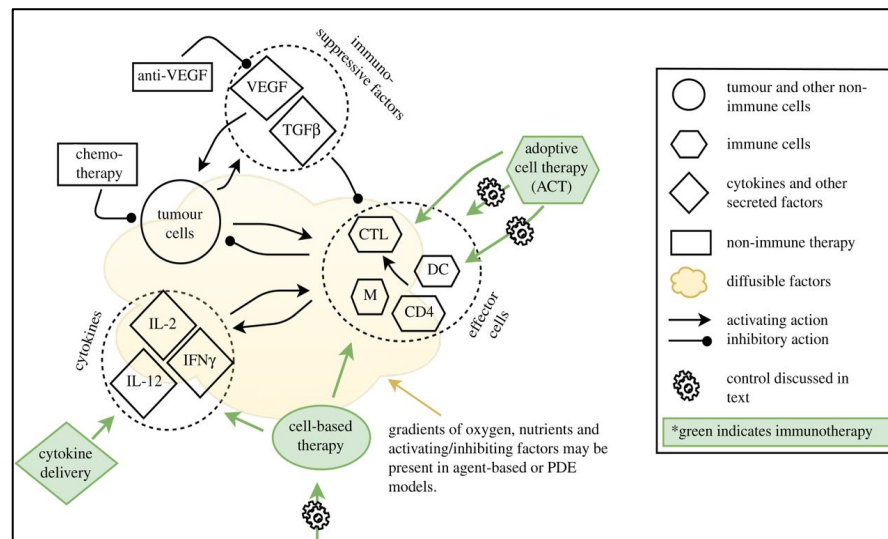 anti-VEGF
VEGF
TGFβ
immuno-
suppressive factors
chemo-
therapy
adoptive
cell therapy
(ACT)
tumour
cells
CTL
DC
M
CD4
effector
cells
cytokines
IL-2
IFNγ
IL-12
cytokine
delivery
cell-based
therapy
gradients of oxygen, nutrients and
activating/inhibiting factors may be
present in agent-based or PDE
models.
tumour and other non-
immune cells
immune cells
cytokines and other
secreted factors
non-immune therapy
diffusible factors
activating action
inhibitory action
control discussed in
text
*green indicates immunotherapy